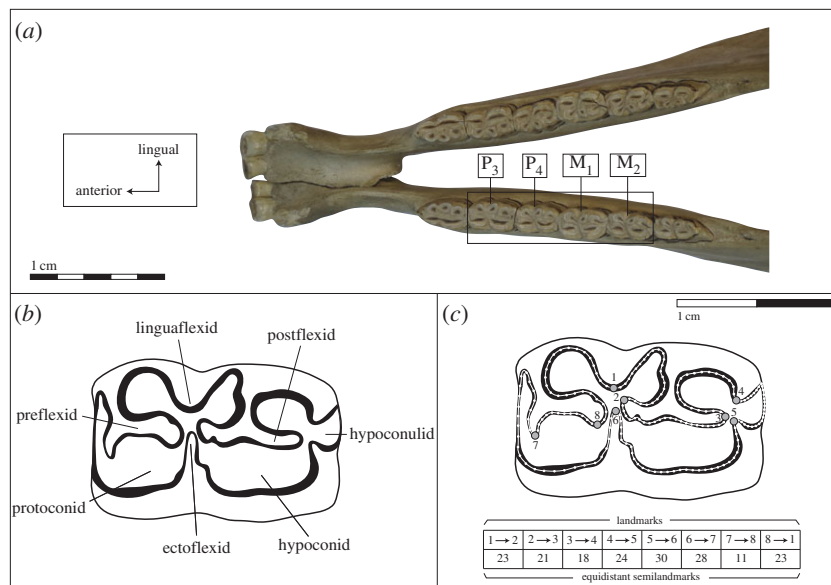 (a)
lingual
anterior
P3 P4 M1 M2
1 cm
(b)
linguaflexid
postflexid
preflexid
hypoconulid
protoconid
ectoflexid
hypoconid
(c)
1 cm
1
2
4
3 5
6
8
7
landmarks
1→2 2→3 3→4 4→5 5→6 6→7 7→8 8→1
23 21 18 24 30 28 11 23
equidistant semilandmarks